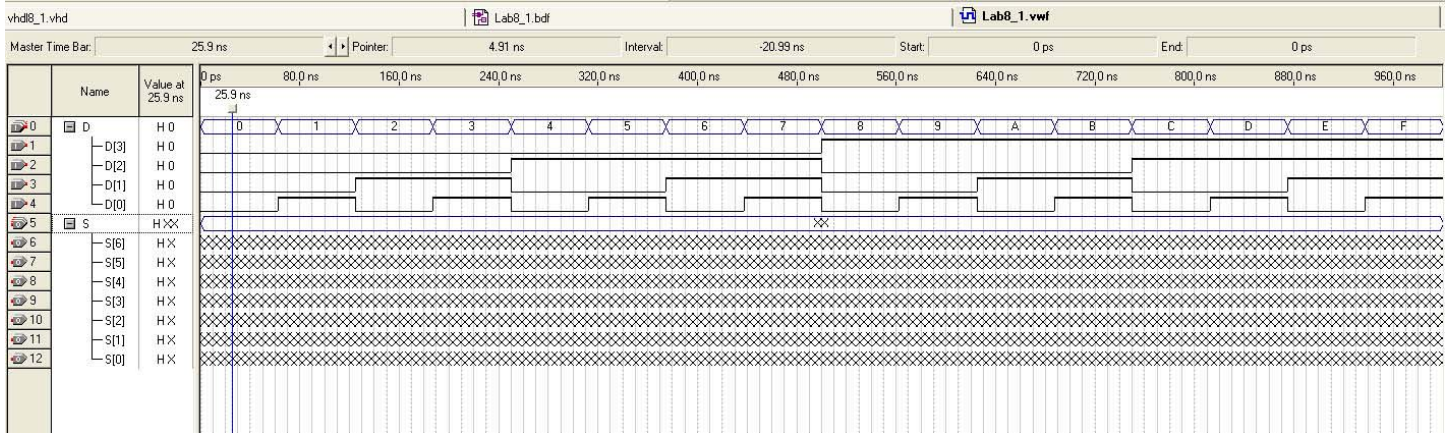 vhdl8_1.vhd Lab8_1.bdf Lab8_1.vwf
Master Time Bar: 25.9 ns Pointer: 4.91 ns Interval: -20.99 ns Start: 0 ps End: 0 ps
Name Value at 25.9 ns 0 ps 80.0 ns 160.0 ns 240.0 ns 320.0 ns 400.0 ns 480.0 ns 560.0 ns 640.0 ns 720.0 ns 800.0 ns 880.0 ns 960.0 ns
25.9 ns
0 D H 0 0 1 2 3 4 5 6 7 8 9 A B C D E F
1 D[3] H 0
2 D[2] H 0
3 D[1] H 0
4 D[0] H 0
5 S H XX XX
6 S[6] H X
7 S[5] H X
8 S[4] H X
9 S[3] H X
10 S[2] H X
11 S[1] H X
12 S[0] H X